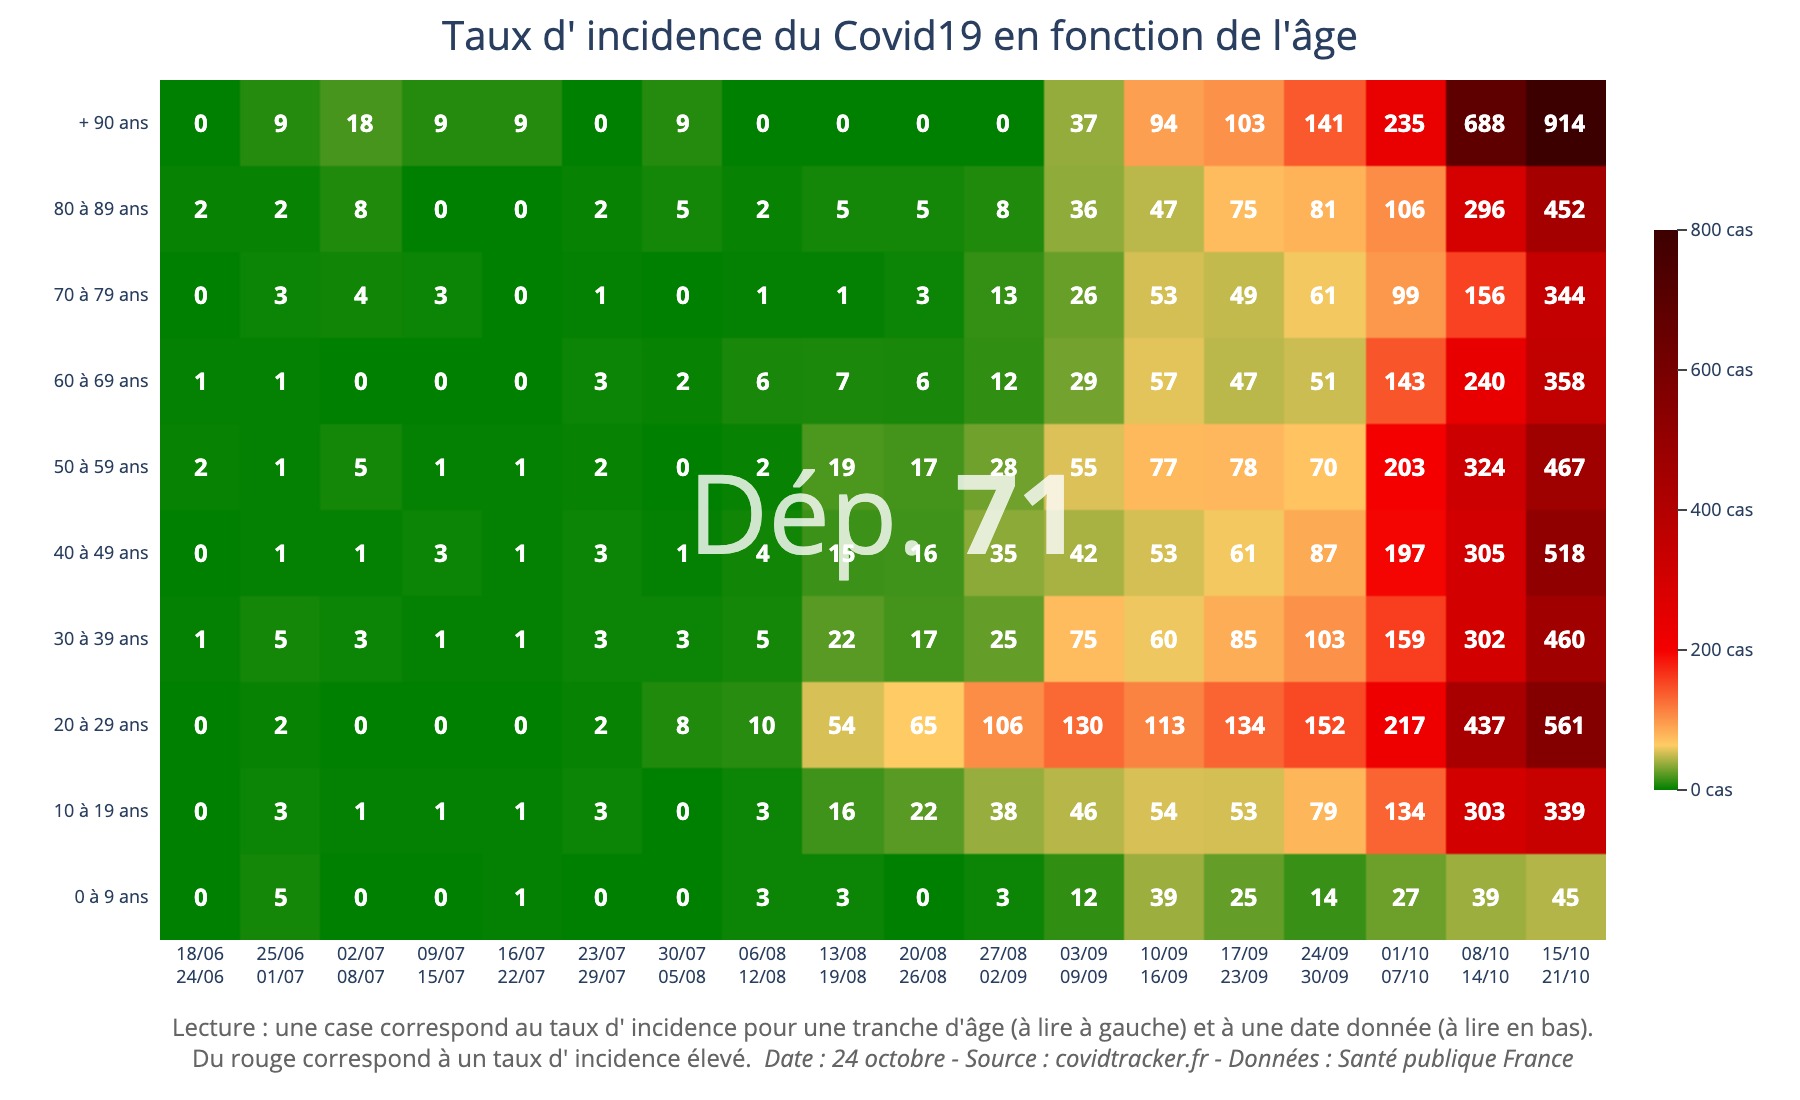 Taux d' incidence du Covid19 en fonction de l'âge
+ 90 ans 0 9 18 9 9 0 9 0 0 0 0 37 94 103 141 235 688 914
80 à 89 ans 2 2 8 0 0 2 5 2 5 5 8 36 47 75 81 106 296 452
70 à 79 ans 0 3 4 3 0 1 0 1 1 3 13 26 53 49 61 99 156 344
60 à 69 ans 1 1 0 0 0 3 2 6 7 6 12 29 57 47 51 143 240 358
50 à 59 ans 2 1 5 1 1 2 0 2 19 17 28 55 77 78 70 203 324 467
Dép. 71
40 à 49 ans 0 1 1 3 1 3 1 4 15 16 35 42 53 61 87 197 305 518
30 à 39 ans 1 5 3 1 1 3 3 5 22 17 25 75 60 85 103 159 302 460
20 à 29 ans 0 2 0 0 0 2 8 10 54 65 106 130 113 134 152 217 437 561
10 à 19 ans 0 3 1 1 1 3 0 3 16 22 38 46 54 53 79 134 303 339
0 à 9 ans 0 5 0 0 1 0 0 3 3 0 3 12 39 25 14 27 39 45
18/06 25/06 02/07 09/07 16/07 23/07 30/07 06/08 13/08 20/08 27/08 03/09 10/09 17/09 24/09 01/10 08/10 15/10
24/06 01/07 08/07 15/07 22/07 29/07 05/08 12/08 19/08 26/08 02/09 09/09 16/09 23/09 30/09 07/10 14/10 21/10
800 cas
600 cas
400 cas
200 cas
0 cas
Lecture : une case correspond au taux d' incidence pour une tranche d'âge (à lire à gauche) et à une date donnée (à lire en bas).
Du rouge correspond à un taux d' incidence élevé. Date : 24 octobre - Source : covidtracker.fr - Données : Santé publique France